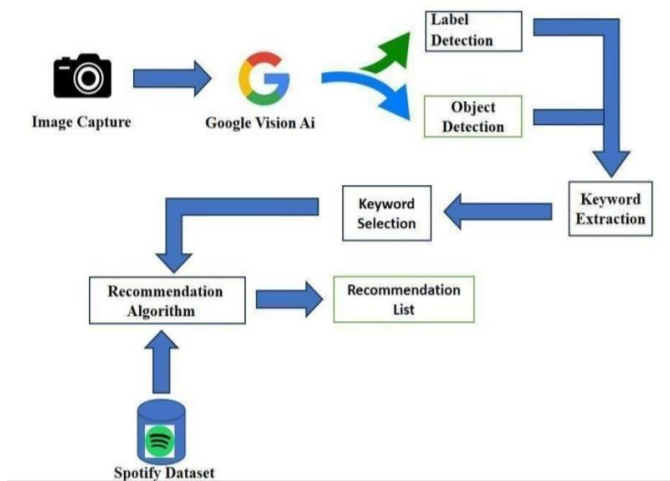 Label
Detection
Image Capture
Google Vision Ai
Object
Detection
Keyword
Selection
Keyword
Extraction
Recommendation
Algorithm
Recommendation
List
Spotify Dataset